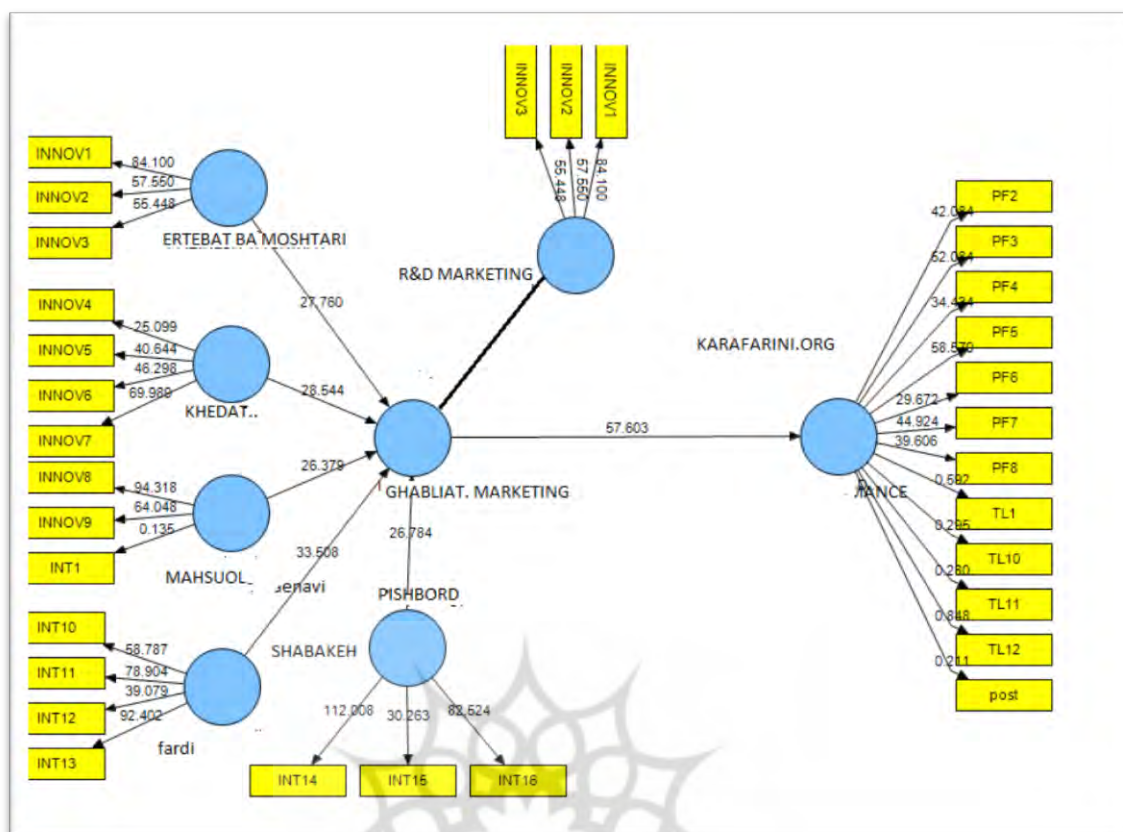 INNOV3
INNOV2
INNOV1
55.448
57.550
84.100
R&D MARKETING
INNOV1
INNOV2
INNOV3
84.100
57.550
55.448
ERTEBAT BA MOSHTARI
27.760
INNOV4
INNOV5
INNOV6
INNOV7
25.099
40.644
46.298
69.980
KHEDAT..
28.544
INNOV8
INNOV9
INT1
94.318
64.048
0.135
MAHSUOL
enavi
26.379
INT10
INT11
INT12
INT13
58.787
78.904
39.079
92.402
fardi
33.508
GHABLIAT. MARKETING
26.784
PISHBORD
SHABAKEH
112.008
30.263
62.524
INT14
INT15
INT16
57.603
KARAFARINI.ORG
IANCE
42.084
52.084
34.434
58.570
29.672
44.924
39.606
0.592
0.295
0.280
0.848
0.211
PF2
PF3
PF4
PF5
PF6
PF7
PF8
TL1
TL10
TL11
TL12
post